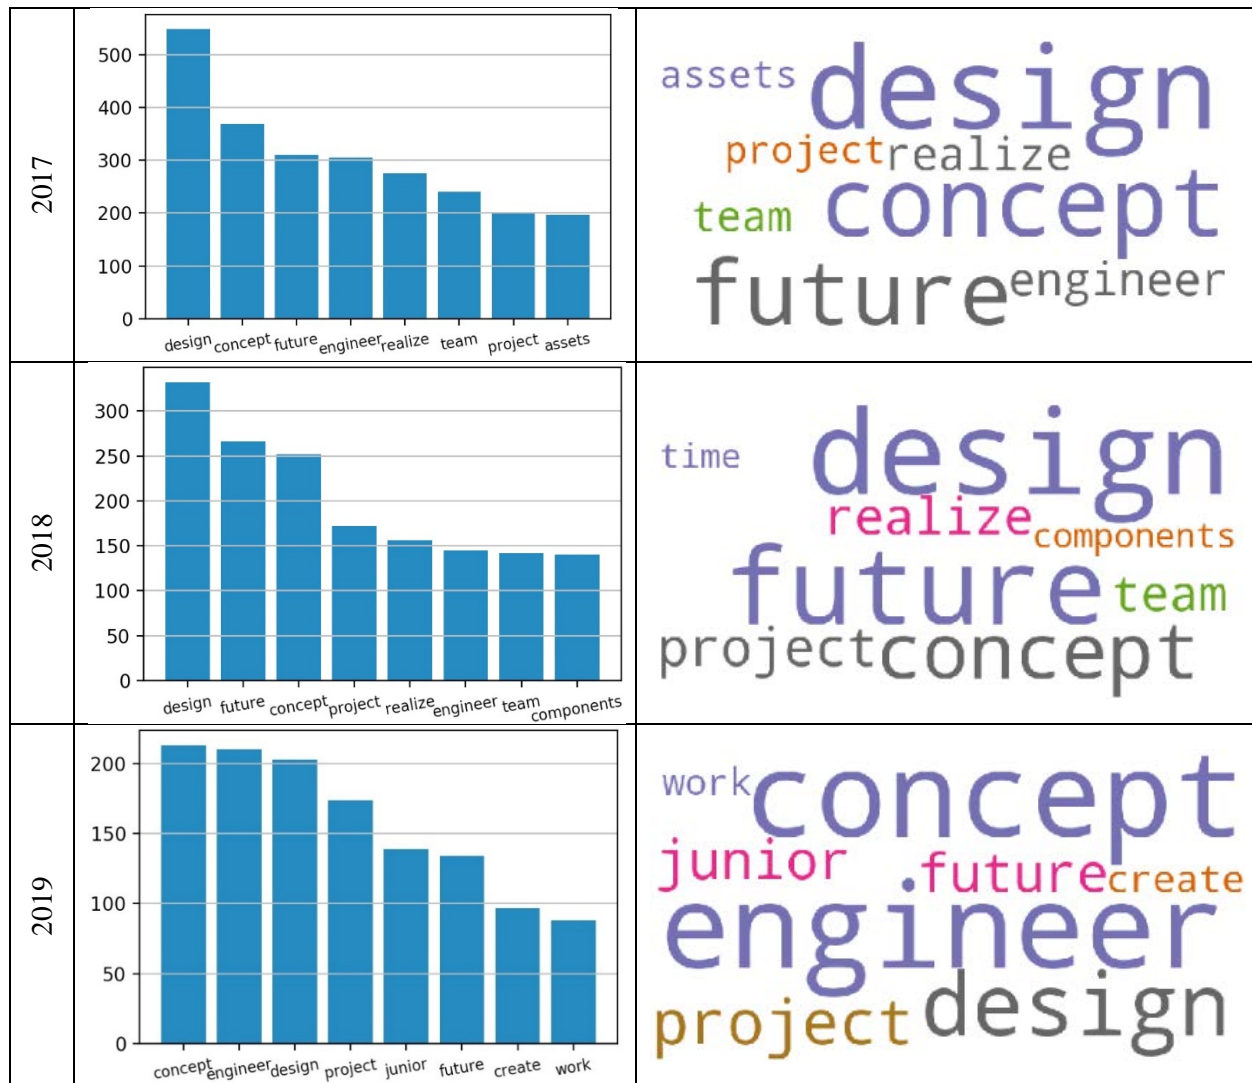 2017
500
400
300
200
100
0
design concept future engineer realize team project assets
assets design
project realize
team concept
future engineer
2018
300
250
200
150
100
50
0
design future concept project realize engineer team components
time design
realize components
future team
project concept
2019
200
150
100
50
0
concept engineer design project junior future create work
work concept
junior future create
engineer
project design